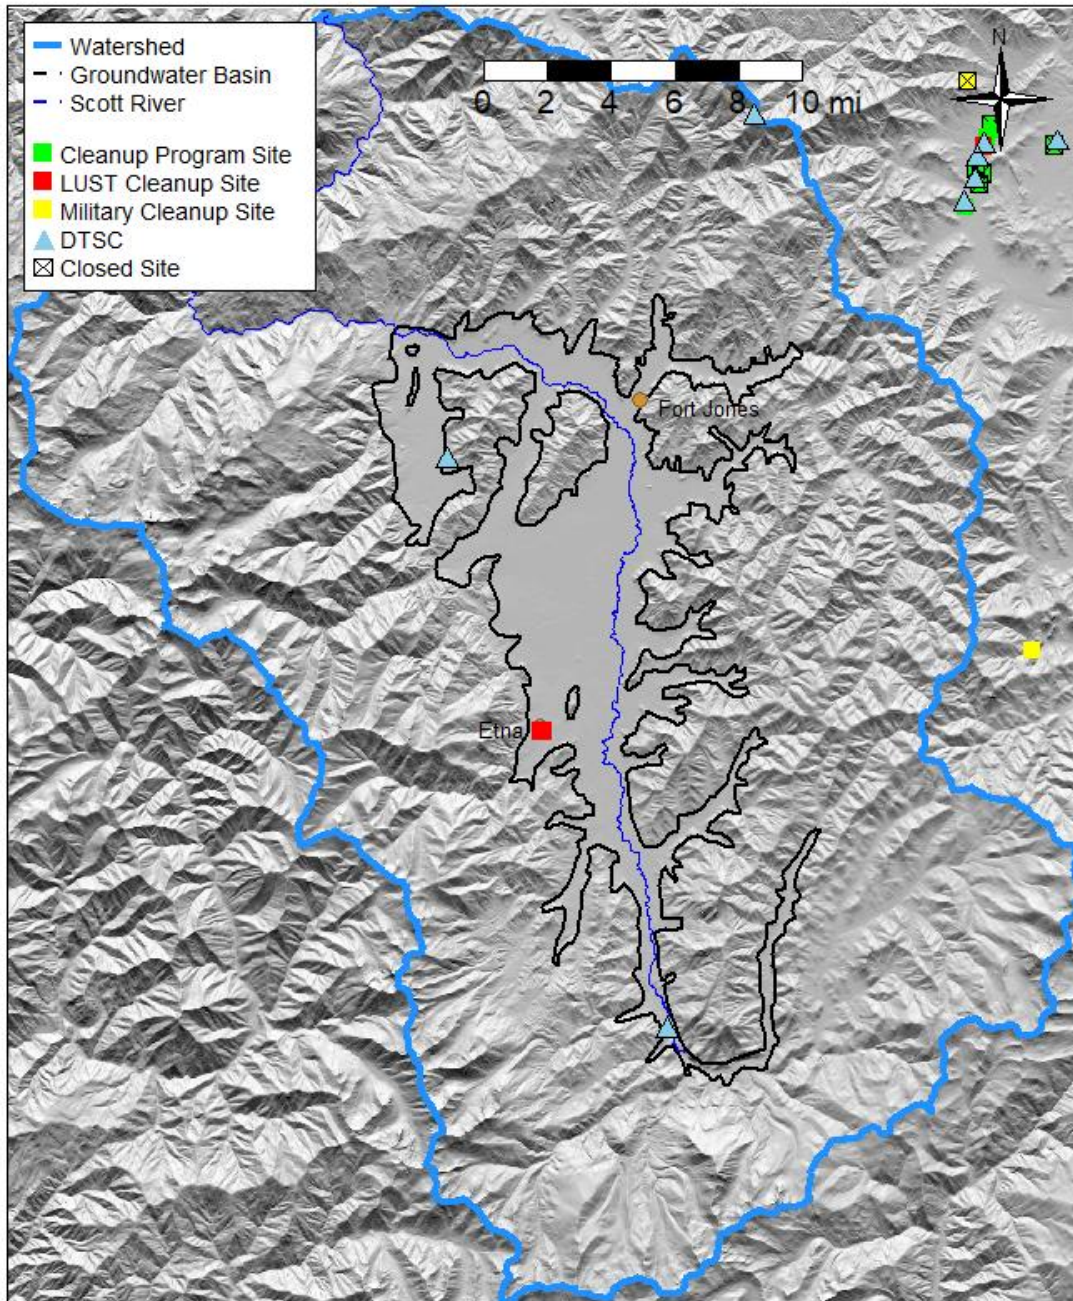 Watershed
Groundwater Basin
Scott River
Cleanup Program Site
LUST Cleanup Site
Military Cleanup Site
DTSC
Closed Site
0 2 4 6 8 10 mi
N
Fort Jones
Etna